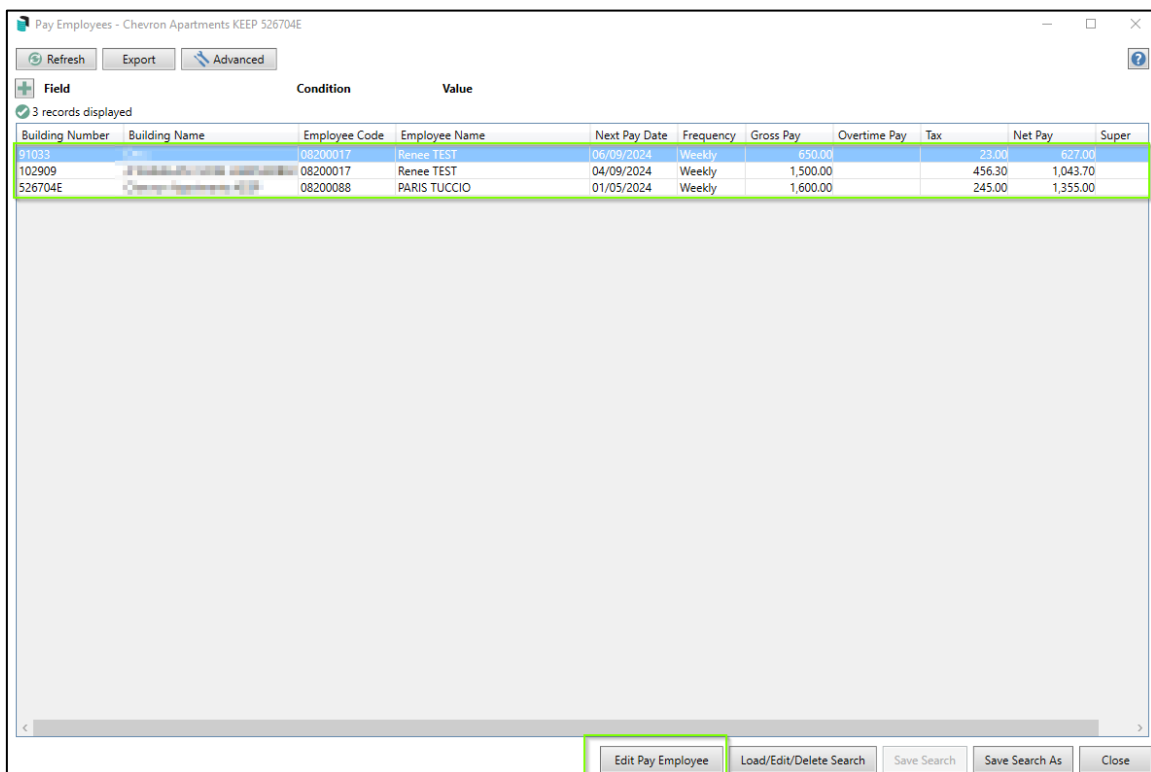 Pay Employees - Chevron Apartments KEEP 526704E
Refresh Export Advanced
Field Condition Value
3 records displayed
Building Number Building Name Employee Code Employee Name Next Pay Date Frequency Gross Pay Overtime Pay Tax Net Pay Super
91033 08200017 Renee TEST 06/09/2024 Weekly 650.00 23.00 627.00
102909 08200017 Renee TEST 04/09/2024 Weekly 1,500.00 456.30 1,043.70
526704E 08200088 PARIS TUCCIO 01/05/2024 Weekly 1,600.00 245.00 1,355.00
Edit Pay Employee Load/Edit/Delete Search Save Search Save Search As Close